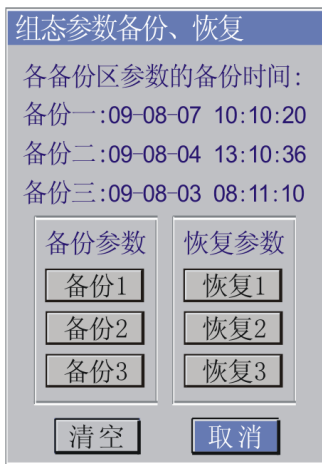 组态参数备份、恢复
各备份区参数的备份时间:
备份一:09-08-07 10:10:20
备份二:09-08-04 13:10:36
备份三:09-08-03 08:11:10
备份参数 恢复参数
备份1 恢复1
备份2 恢复2
备份3 恢复3
清空 取消